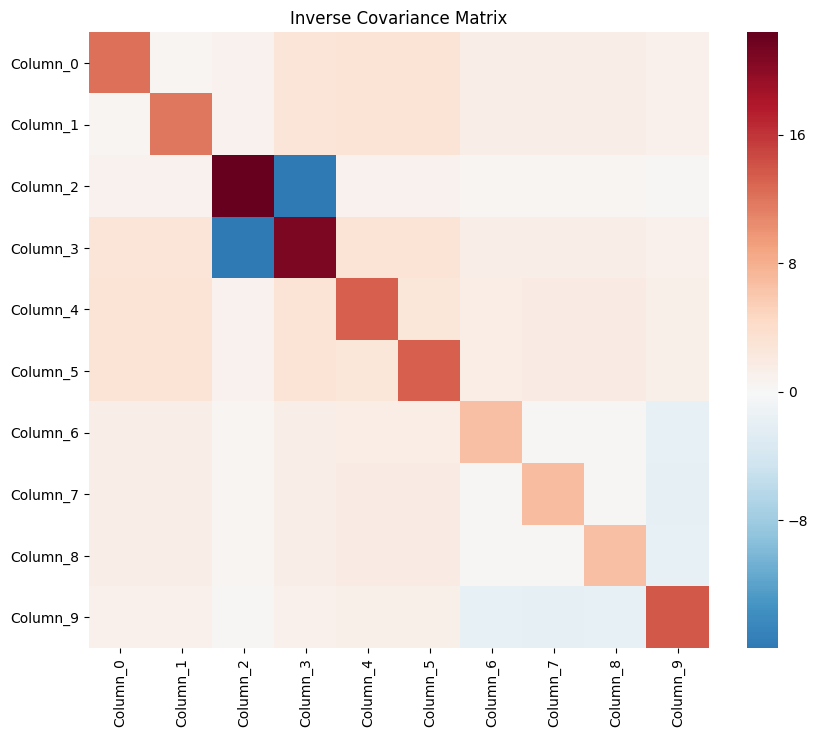 Inverse Covariance Matrix
Column_0
Column_1
Column_2
Column_3
Column_4
Column_5
Column_6
Column_7
Column_8
Column_9
Column_0
Column_1
Column_2
Column_3
Column_4
Column_5
Column_6
Column_7
Column_8
Column_9
16
8
0
−8